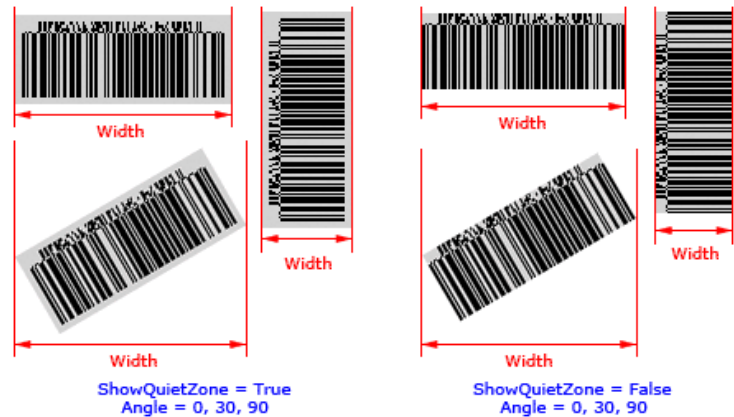 Width
Width
Width
Width
Width
Width
ShowQuietZone = True
Angle = 0, 30, 90
ShowQuietZone = False
Angle = 0, 30, 90